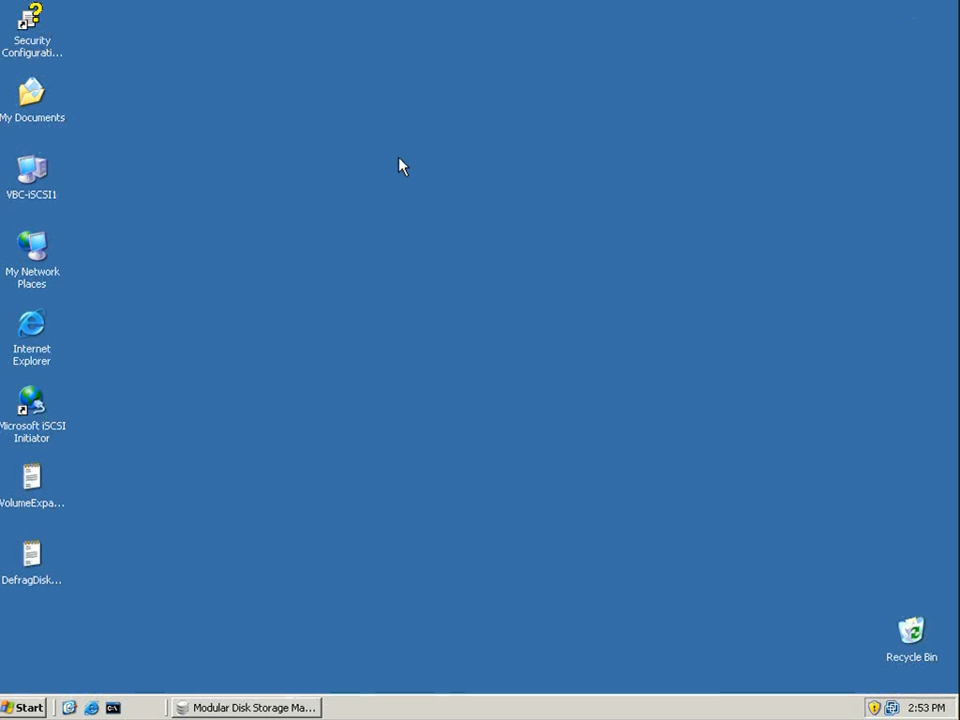 Security
Configurati...
My Documents
VBC-iSCSI1
My Network
Places
Internet
Explorer
Microsoft iSCSI
Initiator
VolumeExpa...
DefragDisk...
Recycle Bin
Start
C:\
Modular Disk Storage Ma...
2:53 PM